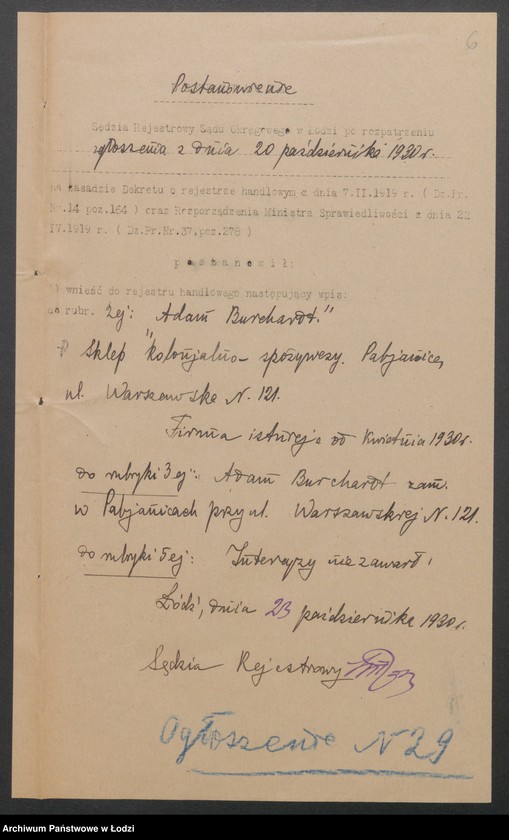 6
Postanowienie
Sędzia Rejestrowy Sądu Okręgowego w Łodzi po rozpatrzeniu
zgłoszenia z dnia 20 października 1930 r.
na zasadzie Dekretu o rejestrze handlowym z dnia 7.II.1919 r. ( Dz.Pr.
Nr.14 poz.164 ) oraz Rozporządzenia Ministra Sprawiedliwości z dnia 22
IV.1919 r. ( Dz.Pr.Nr.37,poz.278 )
postanowił:
) wnieść do rejestru handlowego następujący wpis:
do rubr. 2ej: "Adam Burchardt."
Sklep kolonjalno-spożywczy. Pabjanice,
ul. Warszawska N. 121.
Firma istnieje od kwietnia 1930 r.
do rubryki 3ej: Adam Burchardt zam.
w Pabjanicach przy ul. Warszawskiej N. 121.
do rubryki 5ej: Intercyzy nie zawarł.
Łódź, dnia 23 października 1930 r.
Sędzia Rejestrowy
Ogłoszenie N 29
Archiwum Państwowe w Łodzi